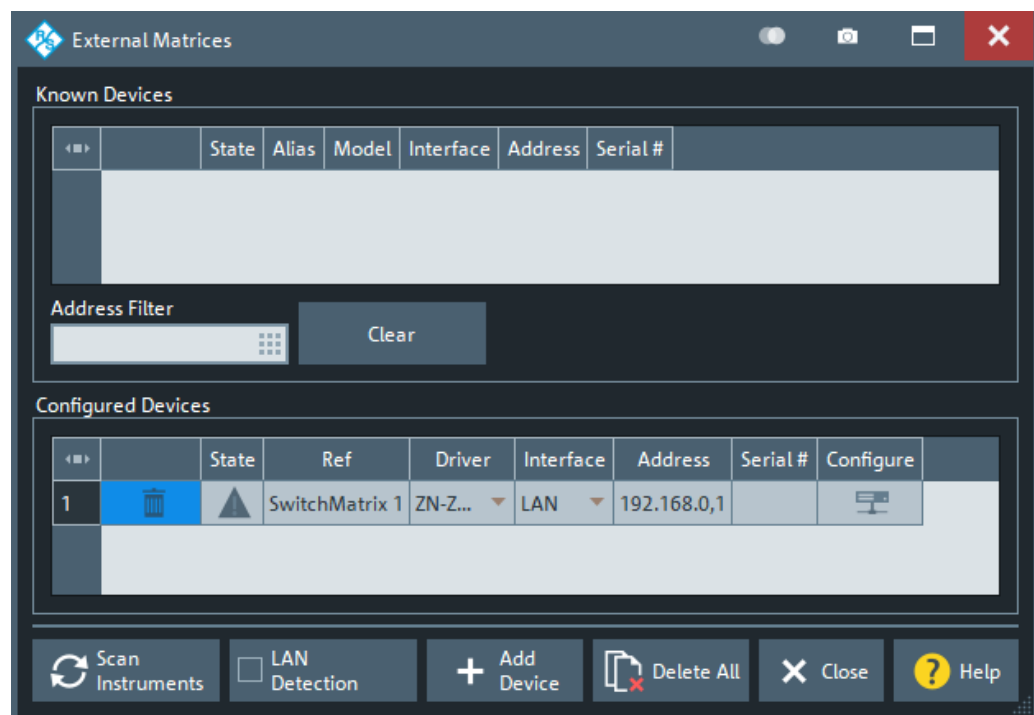 R&S External Matrices
Known Devices
State Alias Model Interface Address Serial #
Address Filter
Clear
Configured Devices
State Ref Driver Interface Address Serial # Configure
1 SwitchMatrix 1 ZN-Z... LAN 192.168.0,1
Scan Instruments
LAN Detection
Add Device
Delete All
Close
? Help